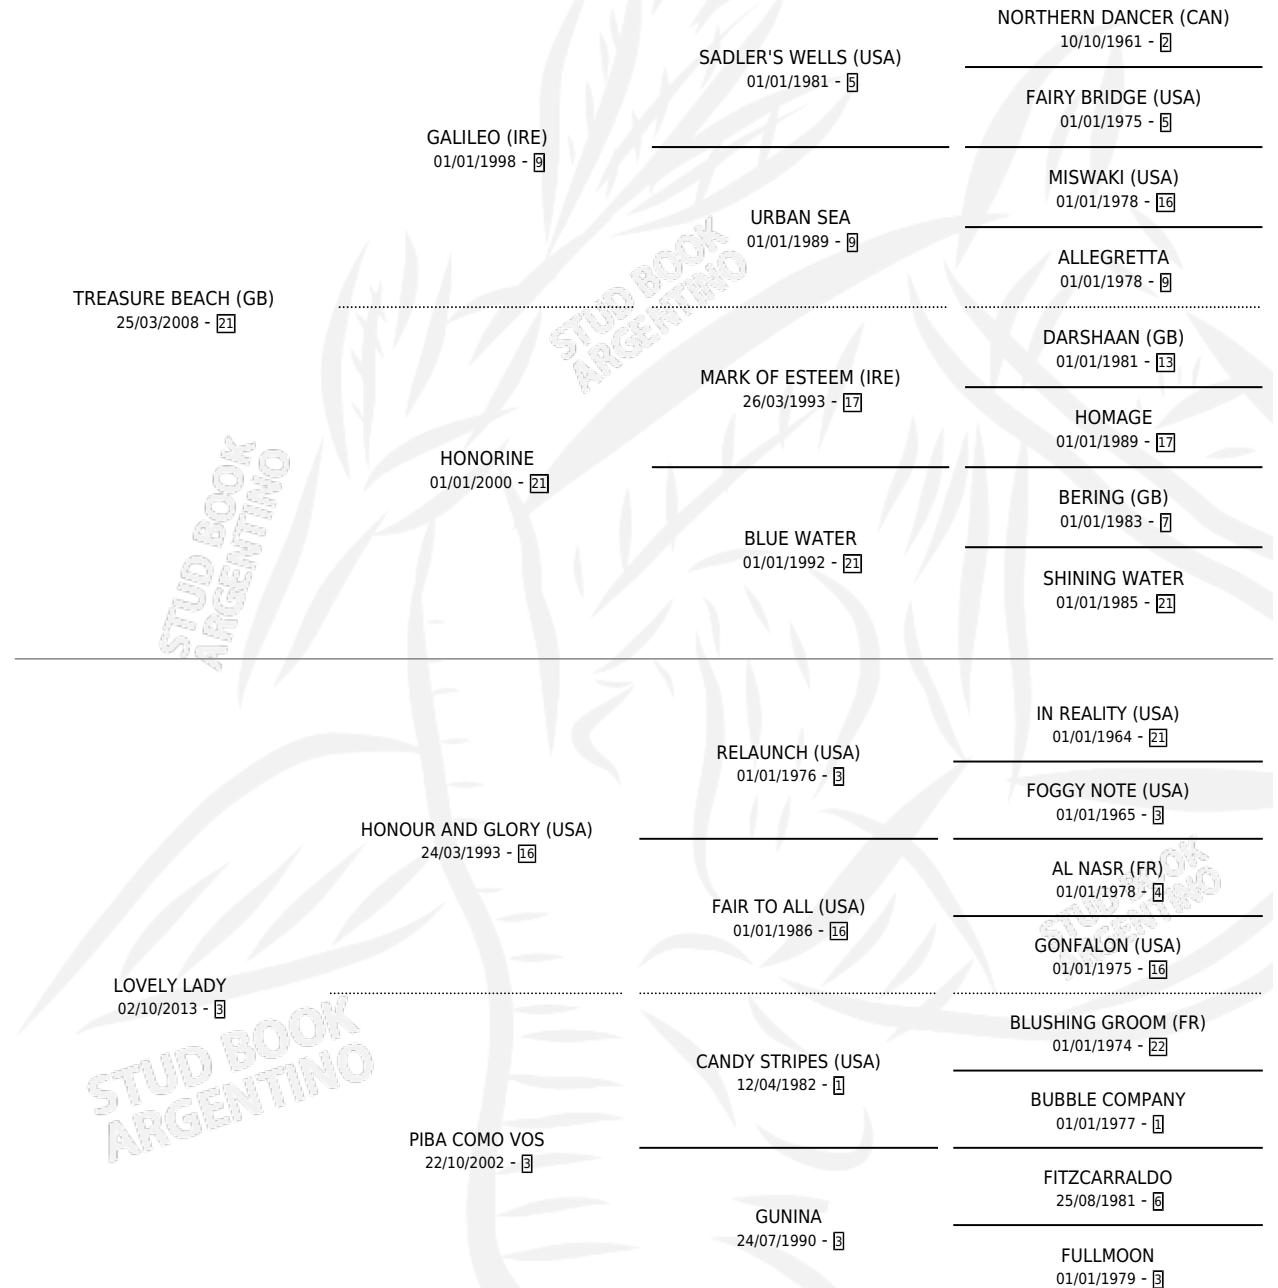 NORTHERN DANCER (CAN)
10/10/1961 - 2
SADLER'S WELLS (USA)
01/01/1981 - 5
FAIRY BRIDGE (USA)
01/01/1975 - 5
GALILEO (IRE)
01/01/1998 - 9
MISWAKI (USA)
01/01/1978 - 16
URBAN SEA
01/01/1989 - 9
ALLEGRETTA
01/01/1978 - 9
TREASURE BEACH (GB)
25/03/2008 - 21
STUD BOOK
ARGENTINO
DARSHAAN (GB)
01/01/1981 - 13
MARK OF ESTEEM (IRE)
26/03/1993 - 17
HOMAGE
01/01/1989 - 17
HONORINE
01/01/2000 - 21
BERING (GB)
01/01/1983 - 7
BLUE WATER
01/01/1992 - 21
SHINING WATER
01/01/1985 - 21
STUD BOOK
ARGENTINO
IN REALITY (USA)
01/01/1964 - 21
RELAUNCH (USA)
01/01/1976 - 3
FOGGY NOTE (USA)
01/01/1965 - 3
HONOUR AND GLORY (USA)
24/03/1993 - 16
AL NASR (FR)
01/01/1978 - 4
FAIR TO ALL (USA)
01/01/1986 - 16
GONFALON (USA)
01/01/1975 - 16
STUD BOOK
ARGENTINO
LOVELY LADY
02/10/2013 - 3
BLUSHING GROOM (FR)
01/01/1974 - 22
CANDY STRIPES (USA)
12/04/1982 - 1
BUBBLE COMPANY
01/01/1977 - 1
STUD BOOK
ARGENTINO
PIBA COMO VOS
22/10/2002 - 3
FITZCARRALDO
25/08/1981 - 6
GUNINA
24/07/1990 - 3
FULLMOON
01/01/1979 - 3